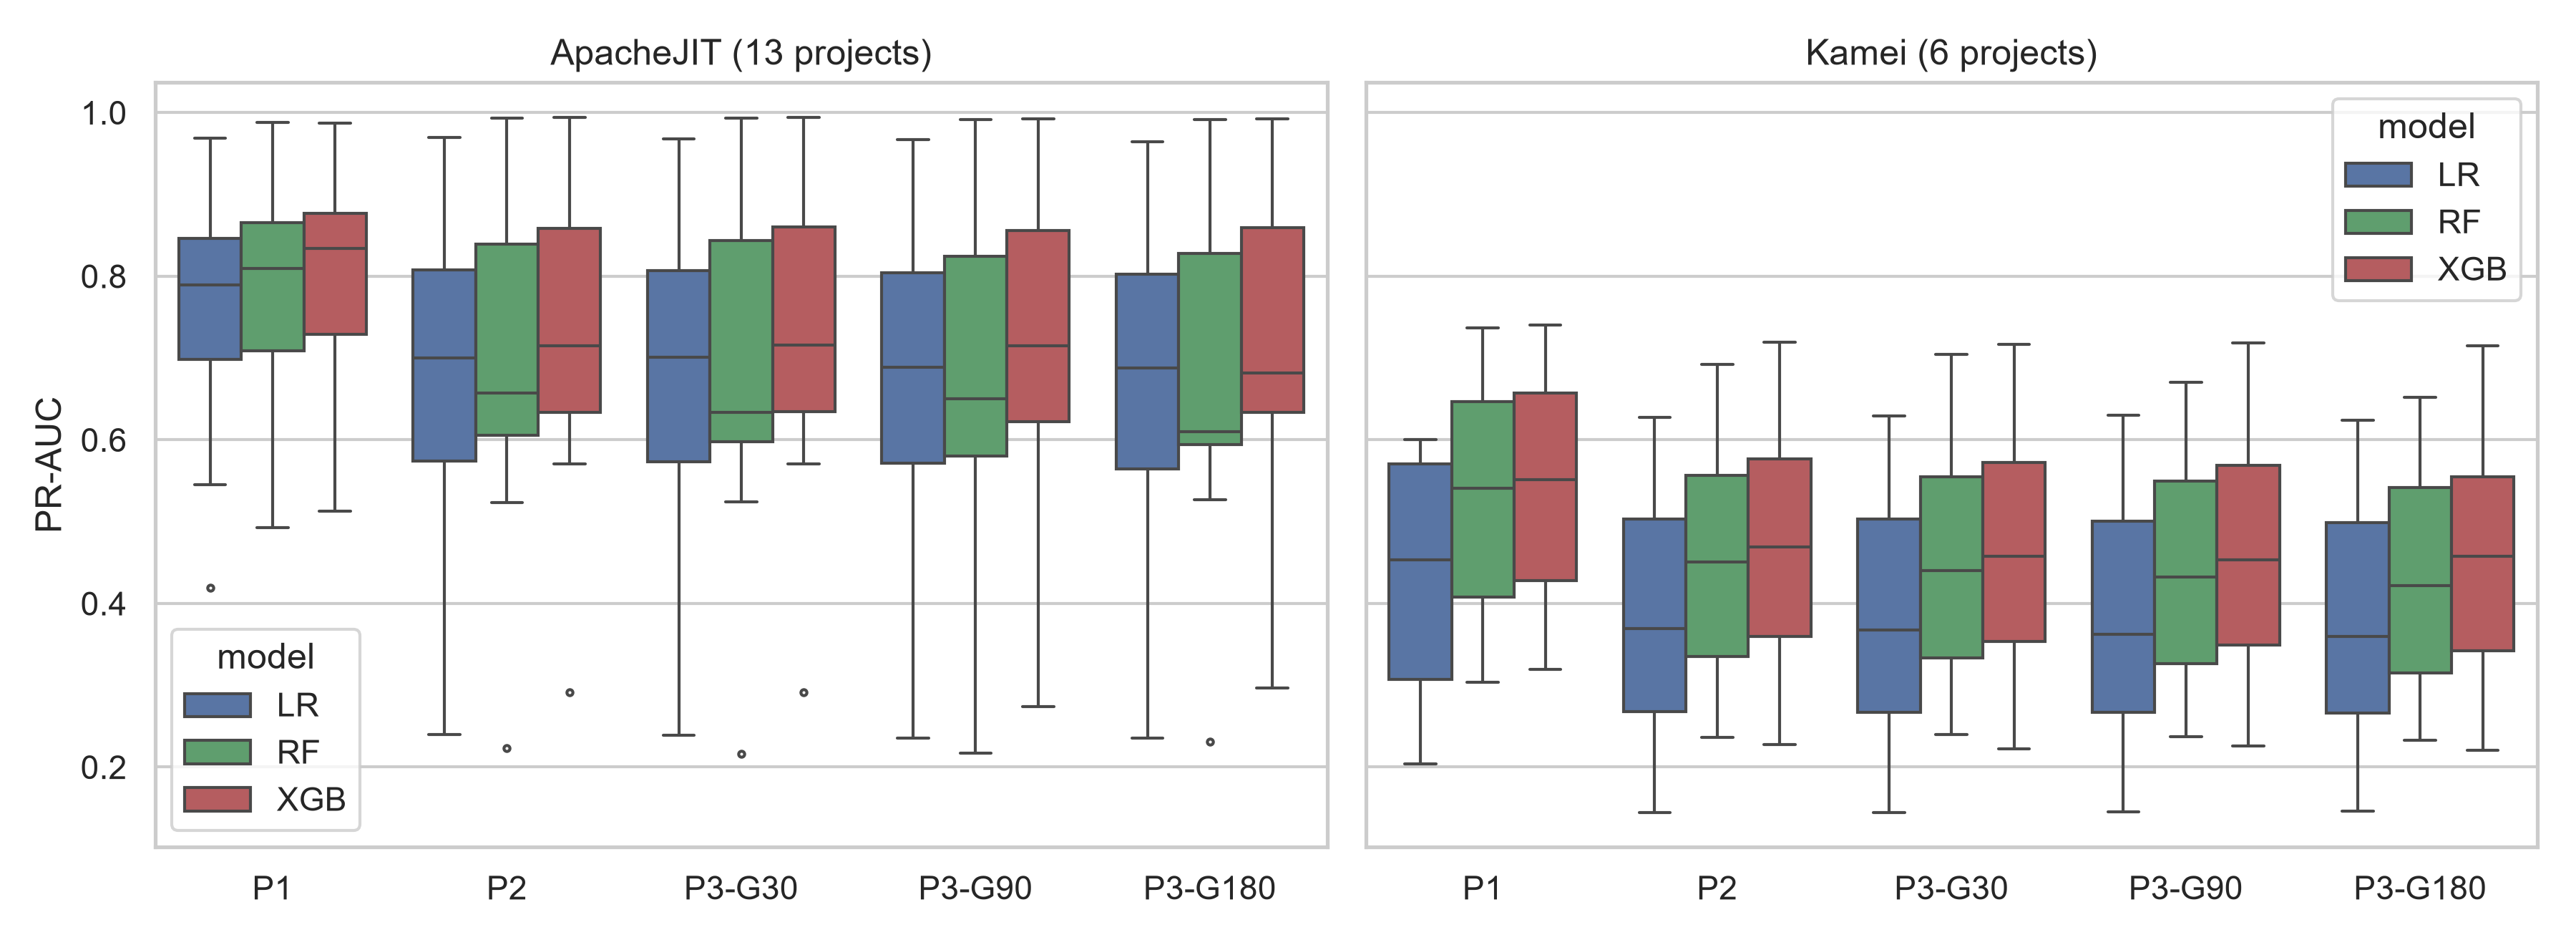 ApacheJIT (13 projects)
Kamei (6 projects)
PR-AUC
1.0
0.8
0.6
0.4
0.2
model
LR
RF
XGB
model
LR
RF
XGB
P1
P2
P3-G30
P3-G90
P3-G180
P1
P2
P3-G30
P3-G90
P3-G180